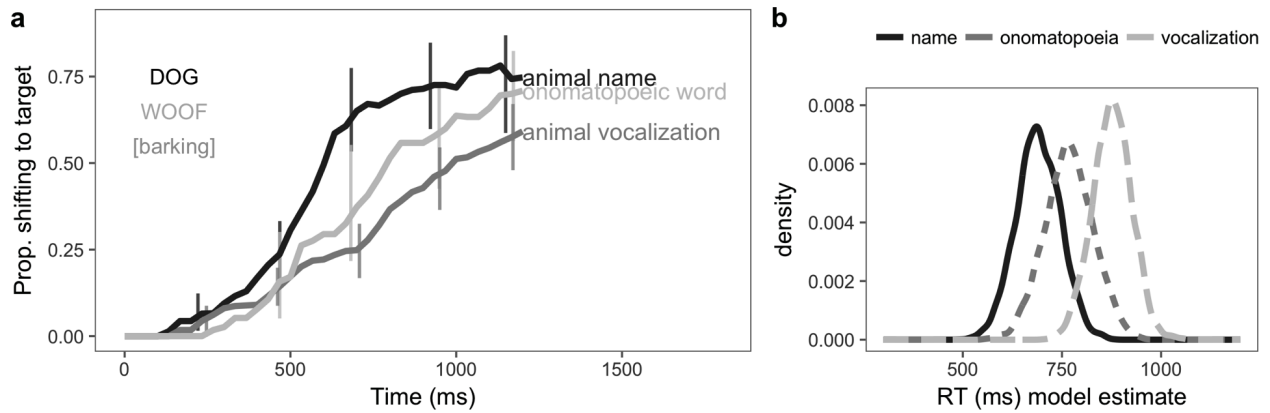 a
Prop. shifting to target
0.75
0.50
0.25
0.00
DOG
WOOF
[barking]
animal name
onomatopoeic word
animal vocalization
0 500 1000 1500
Time (ms)
b
name onomatopoeia vocalization
density
0.008
0.006
0.004
0.002
0.000
500 750 1000
RT (ms) model estimate